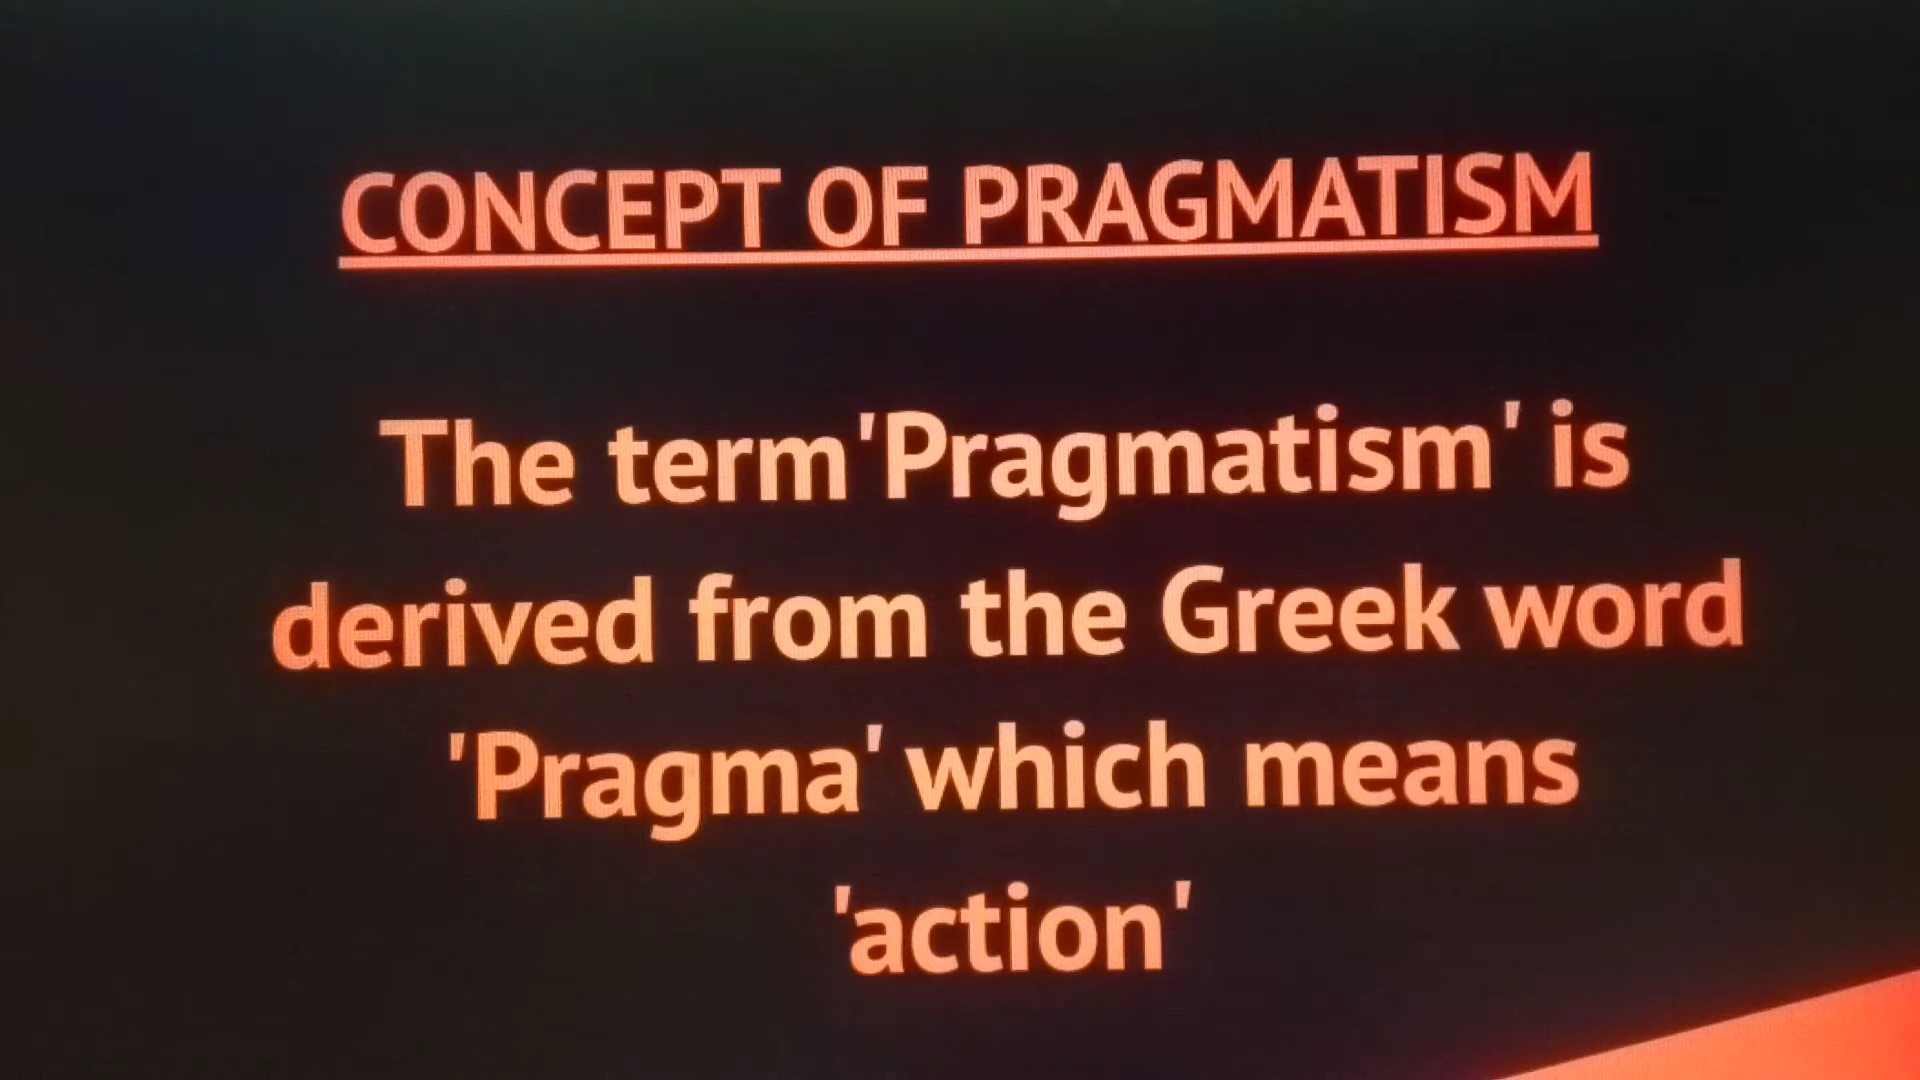 CONCEPT OF PRAGMATISM
The term'Pragmatism' is
derived from the Greek word
'Pragma' which means
'action'